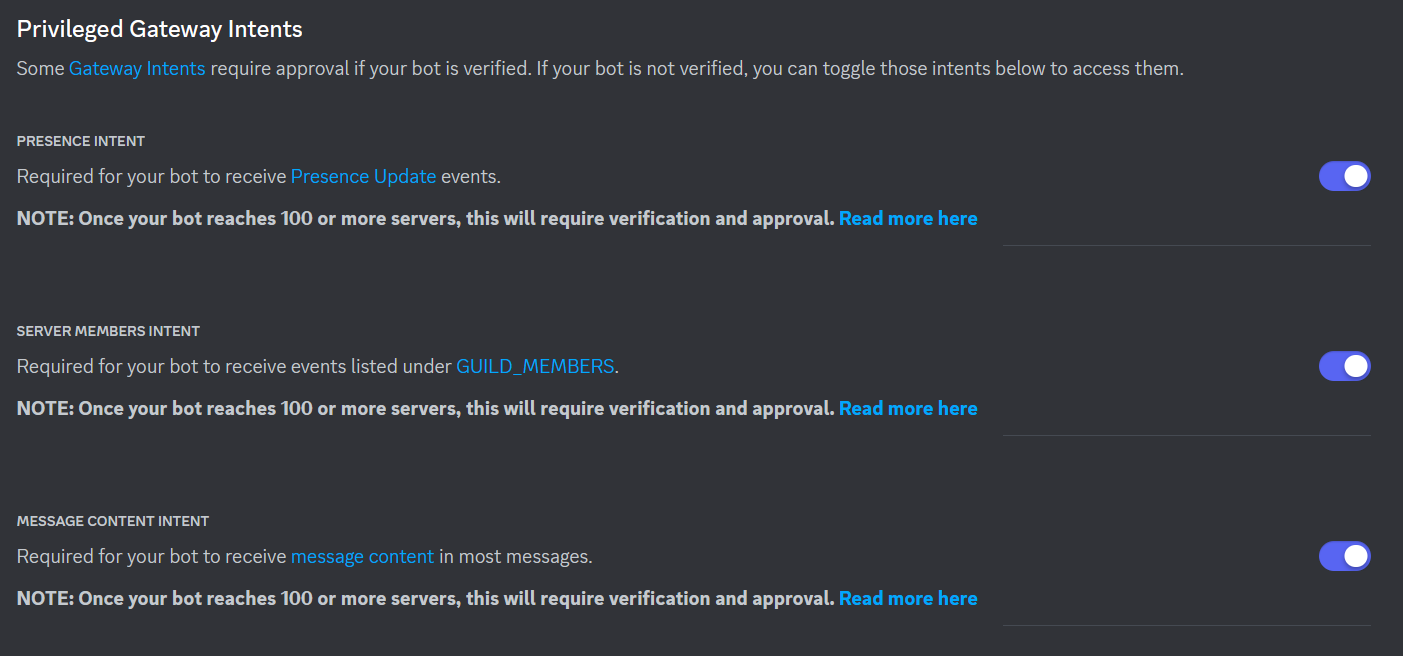 Privileged Gateway Intents
Some Gateway Intents require approval if your bot is verified. If your bot is not verified, you can toggle those intents below to access them.
PRESENCE INTENT
Required for your bot to receive Presence Update events.
NOTE: Once your bot reaches 100 or more servers, this will require verification and approval. Read more here
SERVER MEMBERS INTENT
Required for your bot to receive events listed under GUILD_MEMBERS.
NOTE: Once your bot reaches 100 or more servers, this will require verification and approval. Read more here
MESSAGE CONTENT INTENT
Required for your bot to receive message content in most messages.
NOTE: Once your bot reaches 100 or more servers, this will require verification and approval. Read more here